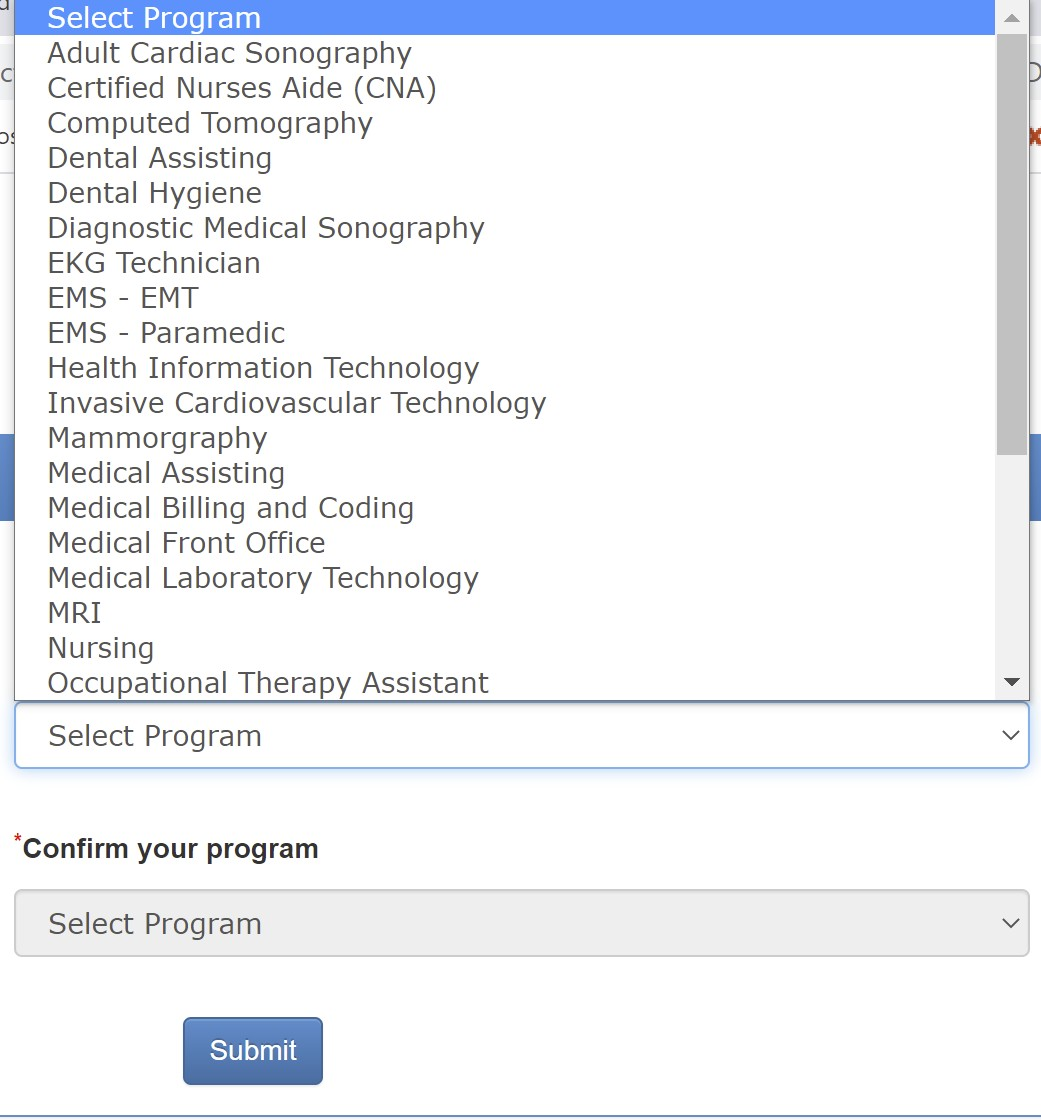 Select Program
Adult Cardiac Sonography
Certified Nurses Aide (CNA)
Computed Tomography
Dental Assisting
Dental Hygiene
Diagnostic Medical Sonography
EKG Technician
EMS - EMT
EMS - Paramedic
Health Information Technology
Invasive Cardiovascular Technology
Mammorgraphy
Medical Assisting
Medical Billing and Coding
Medical Front Office
Medical Laboratory Technology
MRI
Nursing
Occupational Therapy Assistant
Select Program
*Confirm your program
Select Program
Submit